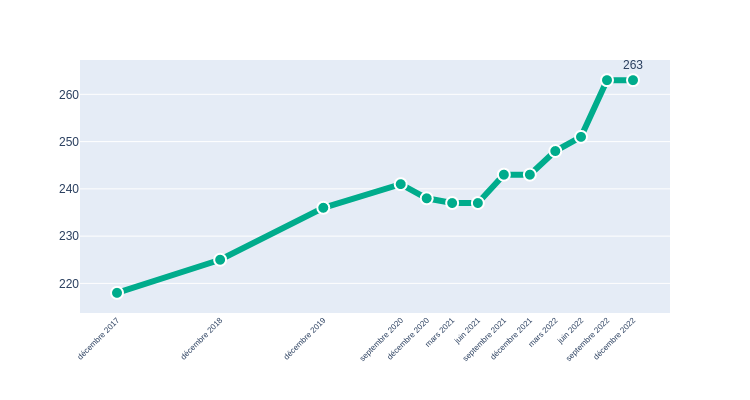 263
260
250
240
230
220
décembre 2017
décembre 2018
décembre 2019
septembre 2020
décembre 2020
mars 2021
juin 2021
septembre 2021
décembre 2021
mars 2022
juin 2022
septembre 2022
décembre 2022